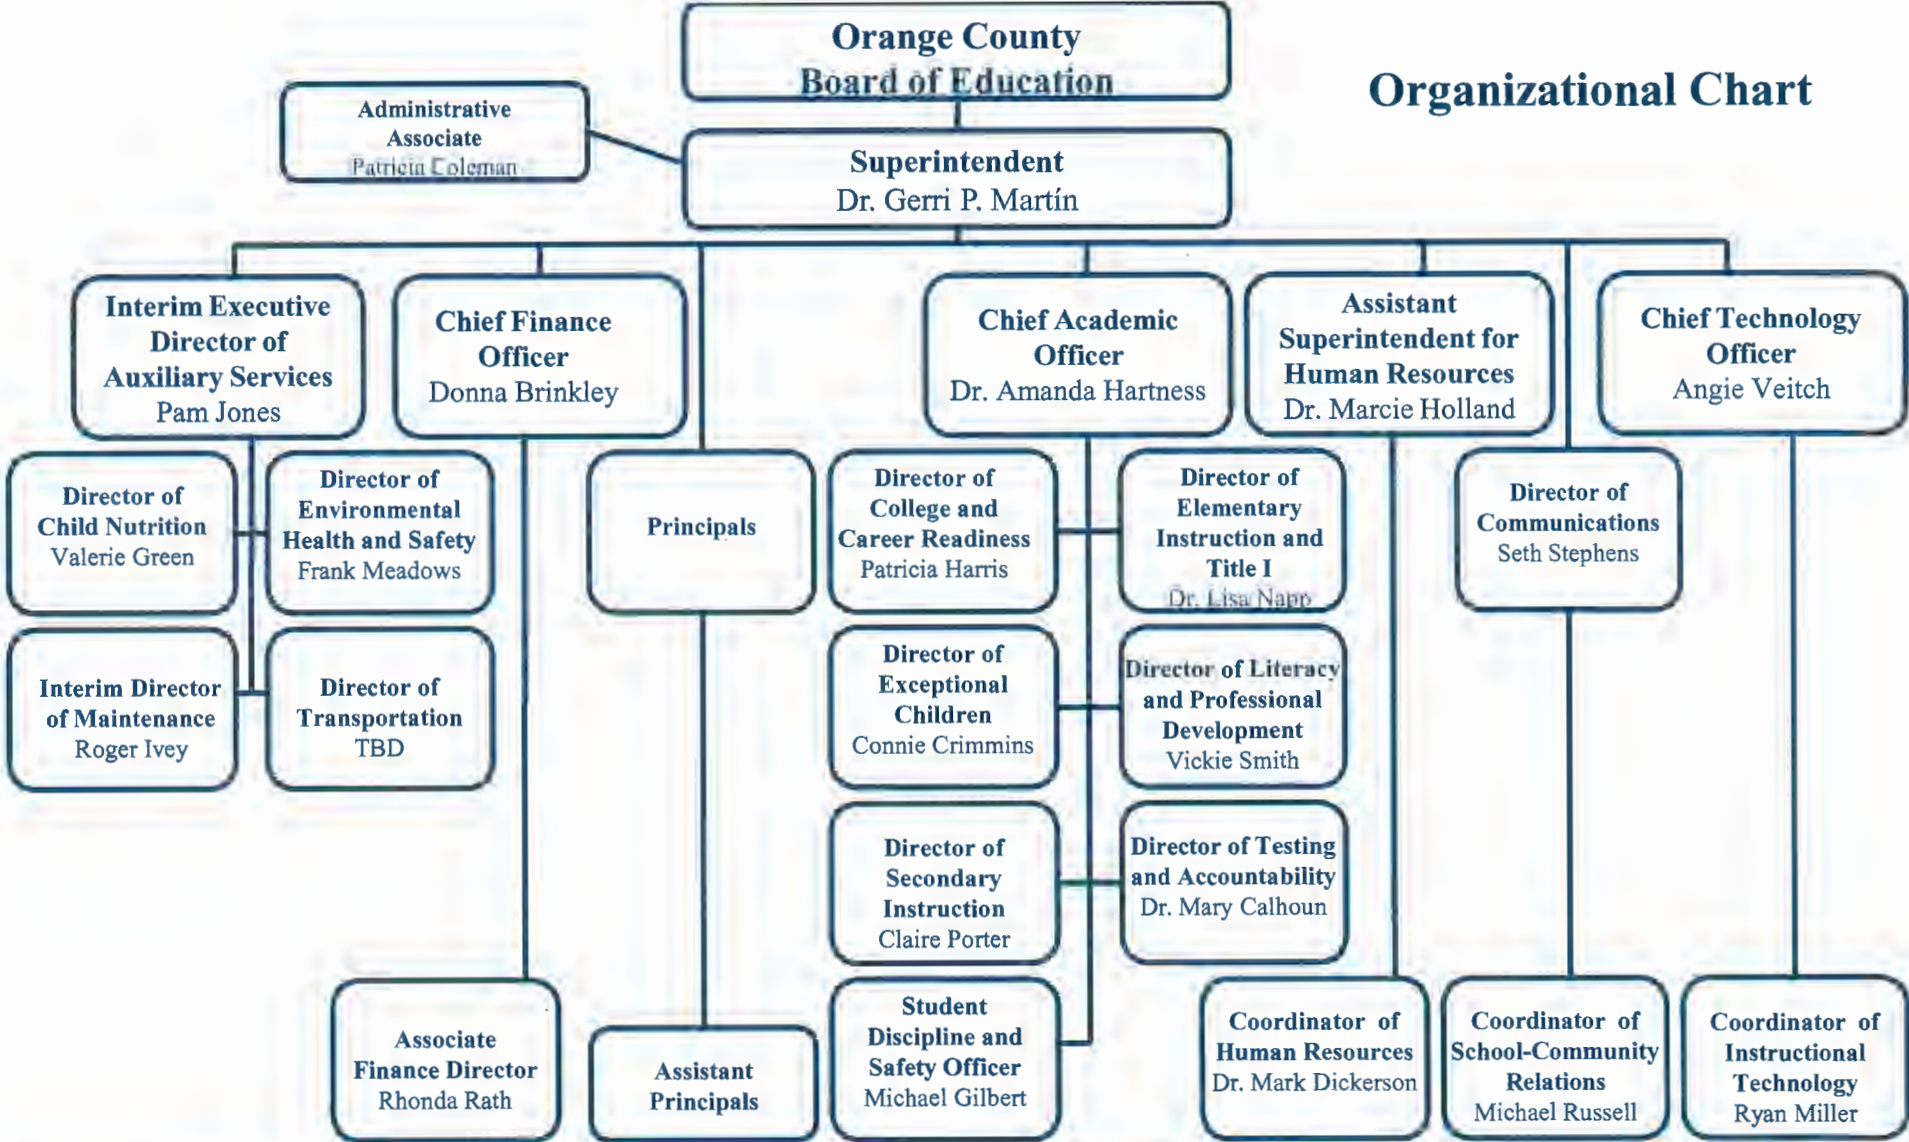 Orange County
Board of Education
Organizational Chart
Administrative
Associate
Patricia Coleman
Superintendent
Dr. Gerri P. Martín
Interim Executive
Director of
Auxiliary Services
Pam Jones
Chief Finance
Officer
Donna Brinkley
Chief Academic
Officer
Dr. Amanda Hartness
Assistant
Superintendent for
Human Resources
Dr. Marcie Holland
Chief Technology
Officer
Angie Veitch
Director of
Child Nutrition
Valerie Green
Director of
Environmental
Health and Safety
Frank Meadows
Principals
Director of
College and
Career Readiness
Patricia Harris
Director of
Elementary
Instruction and
Title I
Dr. Lisa Napp
Director of
Communications
Seth Stephens
Interim Director
of Maintenance
Roger Ivey
Director of
Transportation
TBD
Director of
Exceptional
Children
Connie Crimmins
Director of Literacy
and Professional
Development
Vickie Smith
Director of
Secondary
Instruction
Claire Porter
Director of Testing
and Accountability
Dr. Mary Calhoun
Associate
Finance Director
Rhonda Rath
Assistant
Principals
Student
Discipline and
Safety Officer
Michael Gilbert
Coordinator of
Human Resources
Dr. Mark Dickerson
Coordinator of
School-Community
Relations
Michael Russell
Coordinator of
Instructional
Technology
Ryan Miller